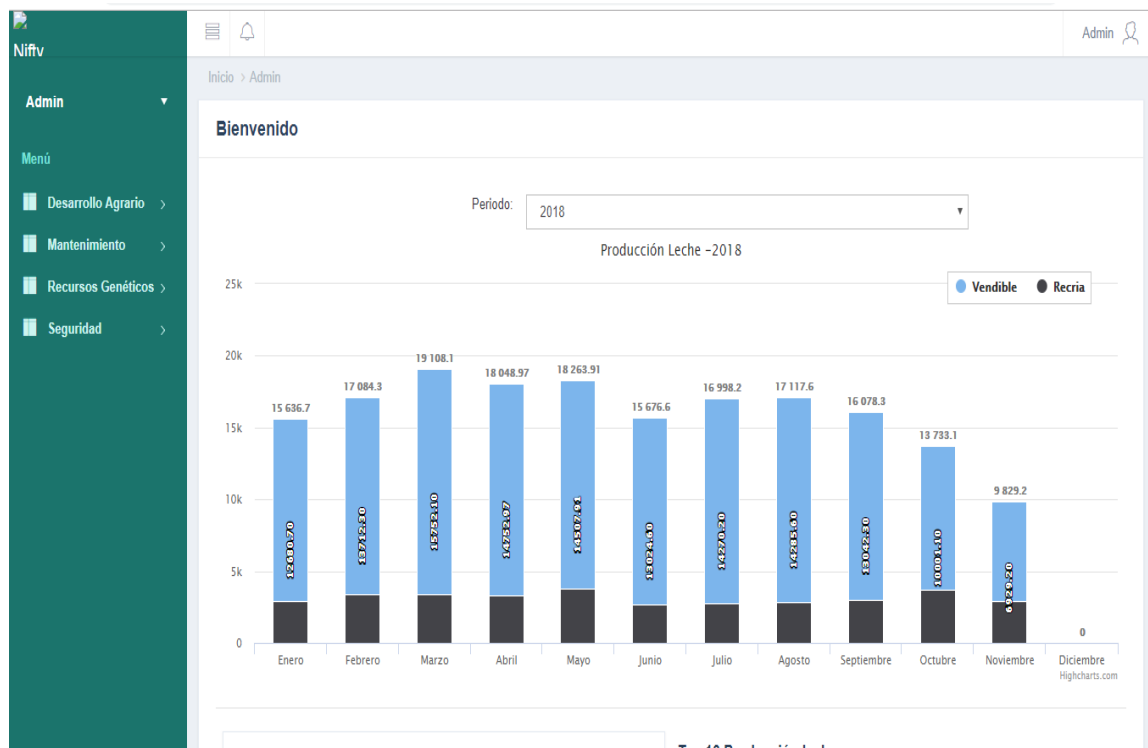 Nifty
Admin
Admin
Menú
Desarrollo Agrario
Mantenimiento
Recursos Genéticos
Seguridad
Inicio > Admin
Bienvenido
Periodo: 2018
Producción Leche -2018
Vendible Recria
25k
20k
15k
10k
5k
0
15 636.7
17 084.3
19 108.1
18 048.97
18 263.91
15 676.6
16 998.2
17 117.6
16 078.3
13 733.1
9 829.2
0
12680.70
13712.30
15752.10
14752.97
14507.91
13024.60
14270.20
14285.60
13042.30
10001.10
6929.20
Enero Febrero Marzo Abril Mayo Junio Julio Agosto Septiembre Octubre Noviembre Diciembre
Highcharts.com